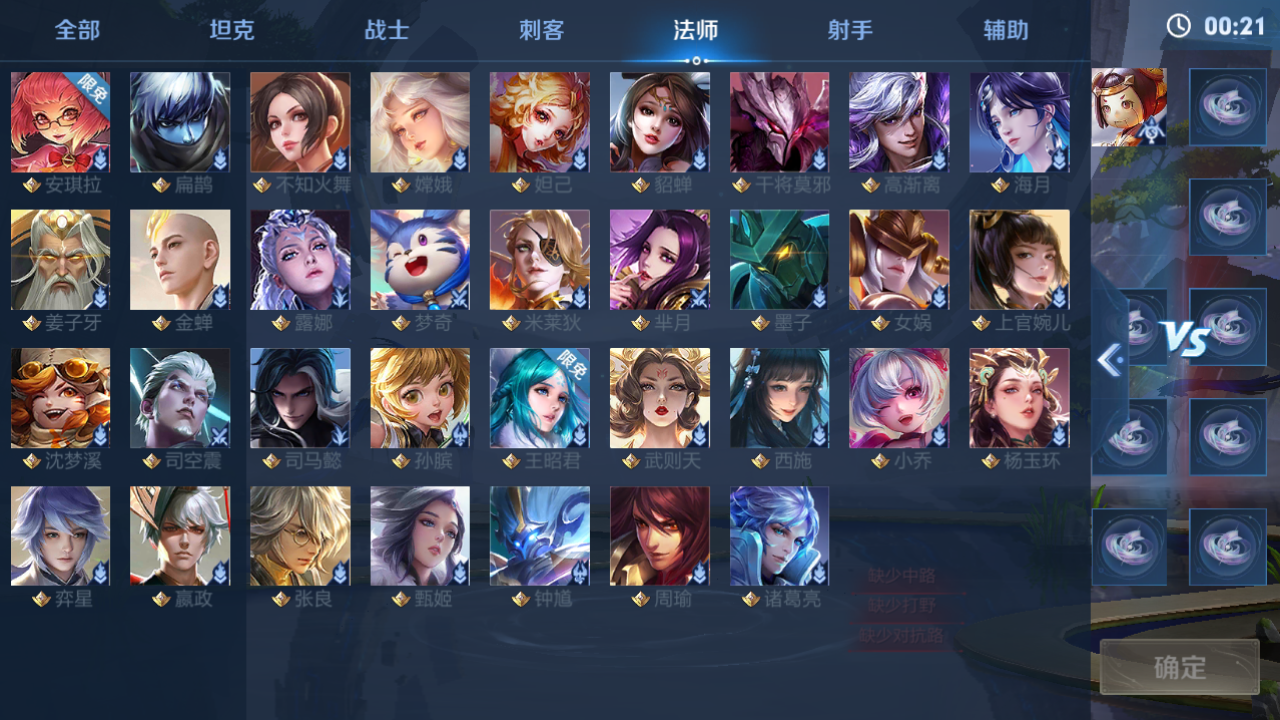 全部 坦克 战士 刺客 法师 射手 辅助 00:21
限免
安琪拉 扁鹊 不知火舞 嫦娥 妲己 貂蝉 干将莫邪 高渐离 海月
姜子牙 金蝉 露娜 梦奇 米莱狄 芈月 墨子 女娲 上官婉儿
VS
限免
沈梦溪 司空震 司马懿 孙膑 王昭君 武则天 西施 小乔 杨玉环
弈星 嬴政 张良 甄姬 钟馗 周瑜 诸葛亮
缺少中路
缺少打野
缺少对抗路
确定